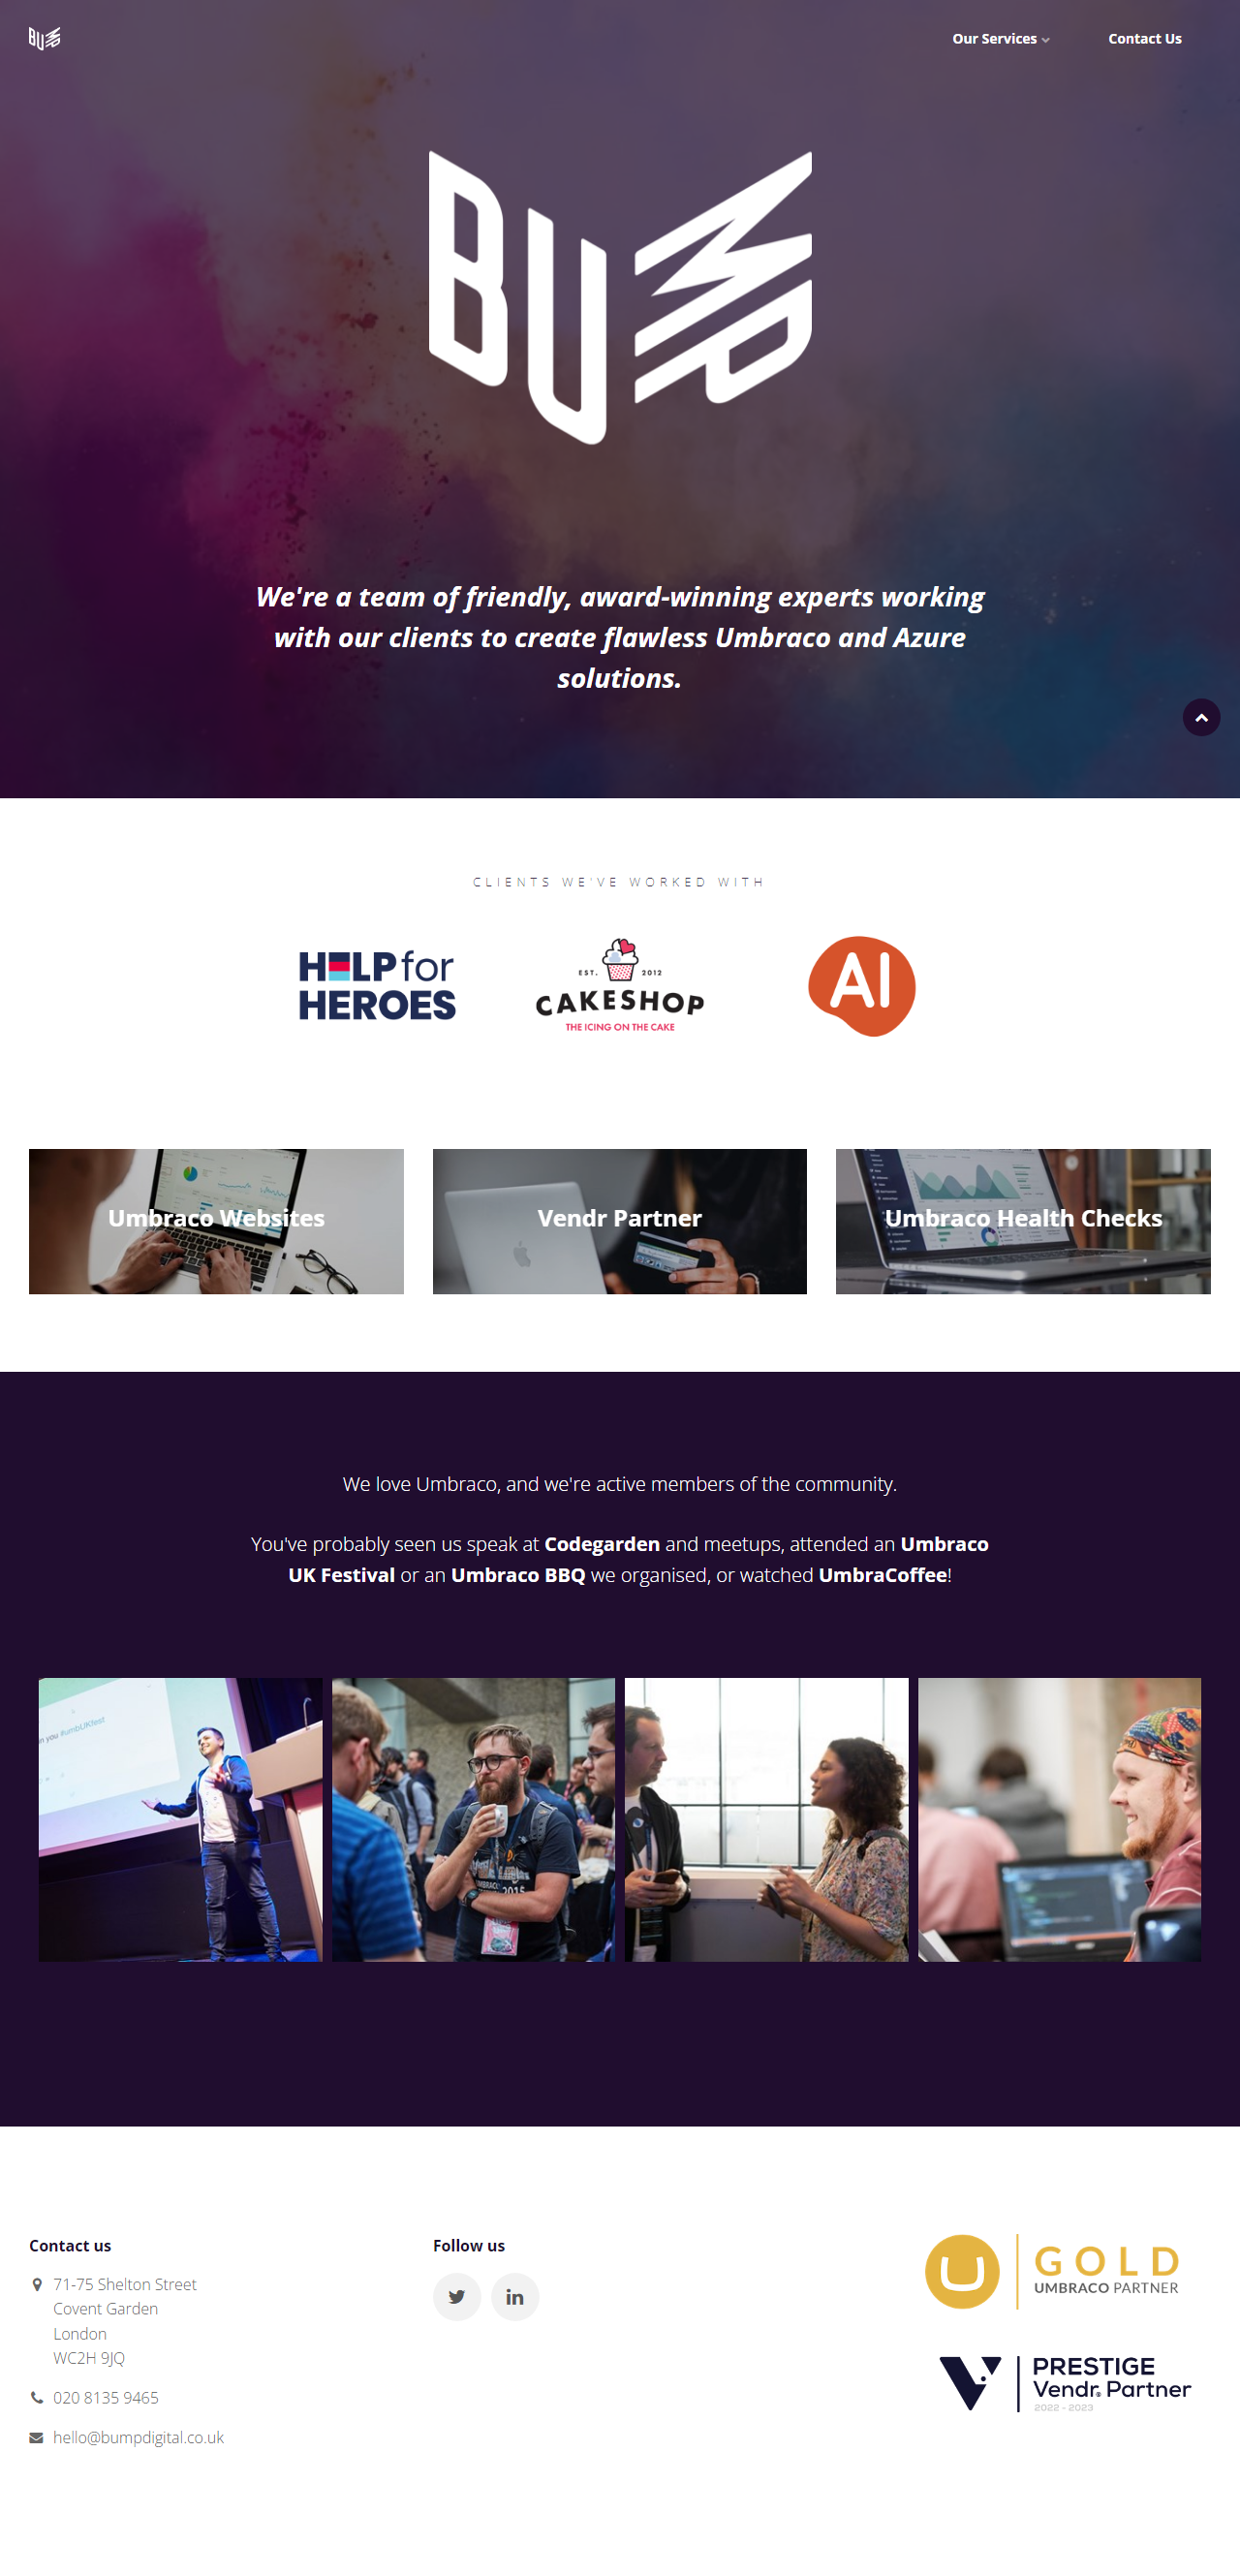 BUMP
Our Services
Contact Us
BUMP
We're a team of friendly, award-winning experts working
with our clients to create flawless Umbraco and Azure
solutions.
CLIENTS WE'VE WORKED WITH
HELP for
HEROES
EST. 2012
CAKESHOP
THE ICING ON THE CAKE
AI
Umbraco Websites
Vendr Partner
Umbraco Health Checks
We love Umbraco, and we're active members of the community.
You've probably seen us speak at Codegarden and meetups, attended an Umbraco
UK Festival or an Umbraco BBQ we organised, or watched UmbraCoffee!
n you #umbUKfest
2015
Contact us
71-75 Shelton Street
Covent Garden
London
WC2H 9JQ
020 8135 9465
hello@bumpdigital.co.uk
Follow us
GOLD
UMBRACO PARTNER
PRESTIGE
Vendr® Partner
2022 - 2023